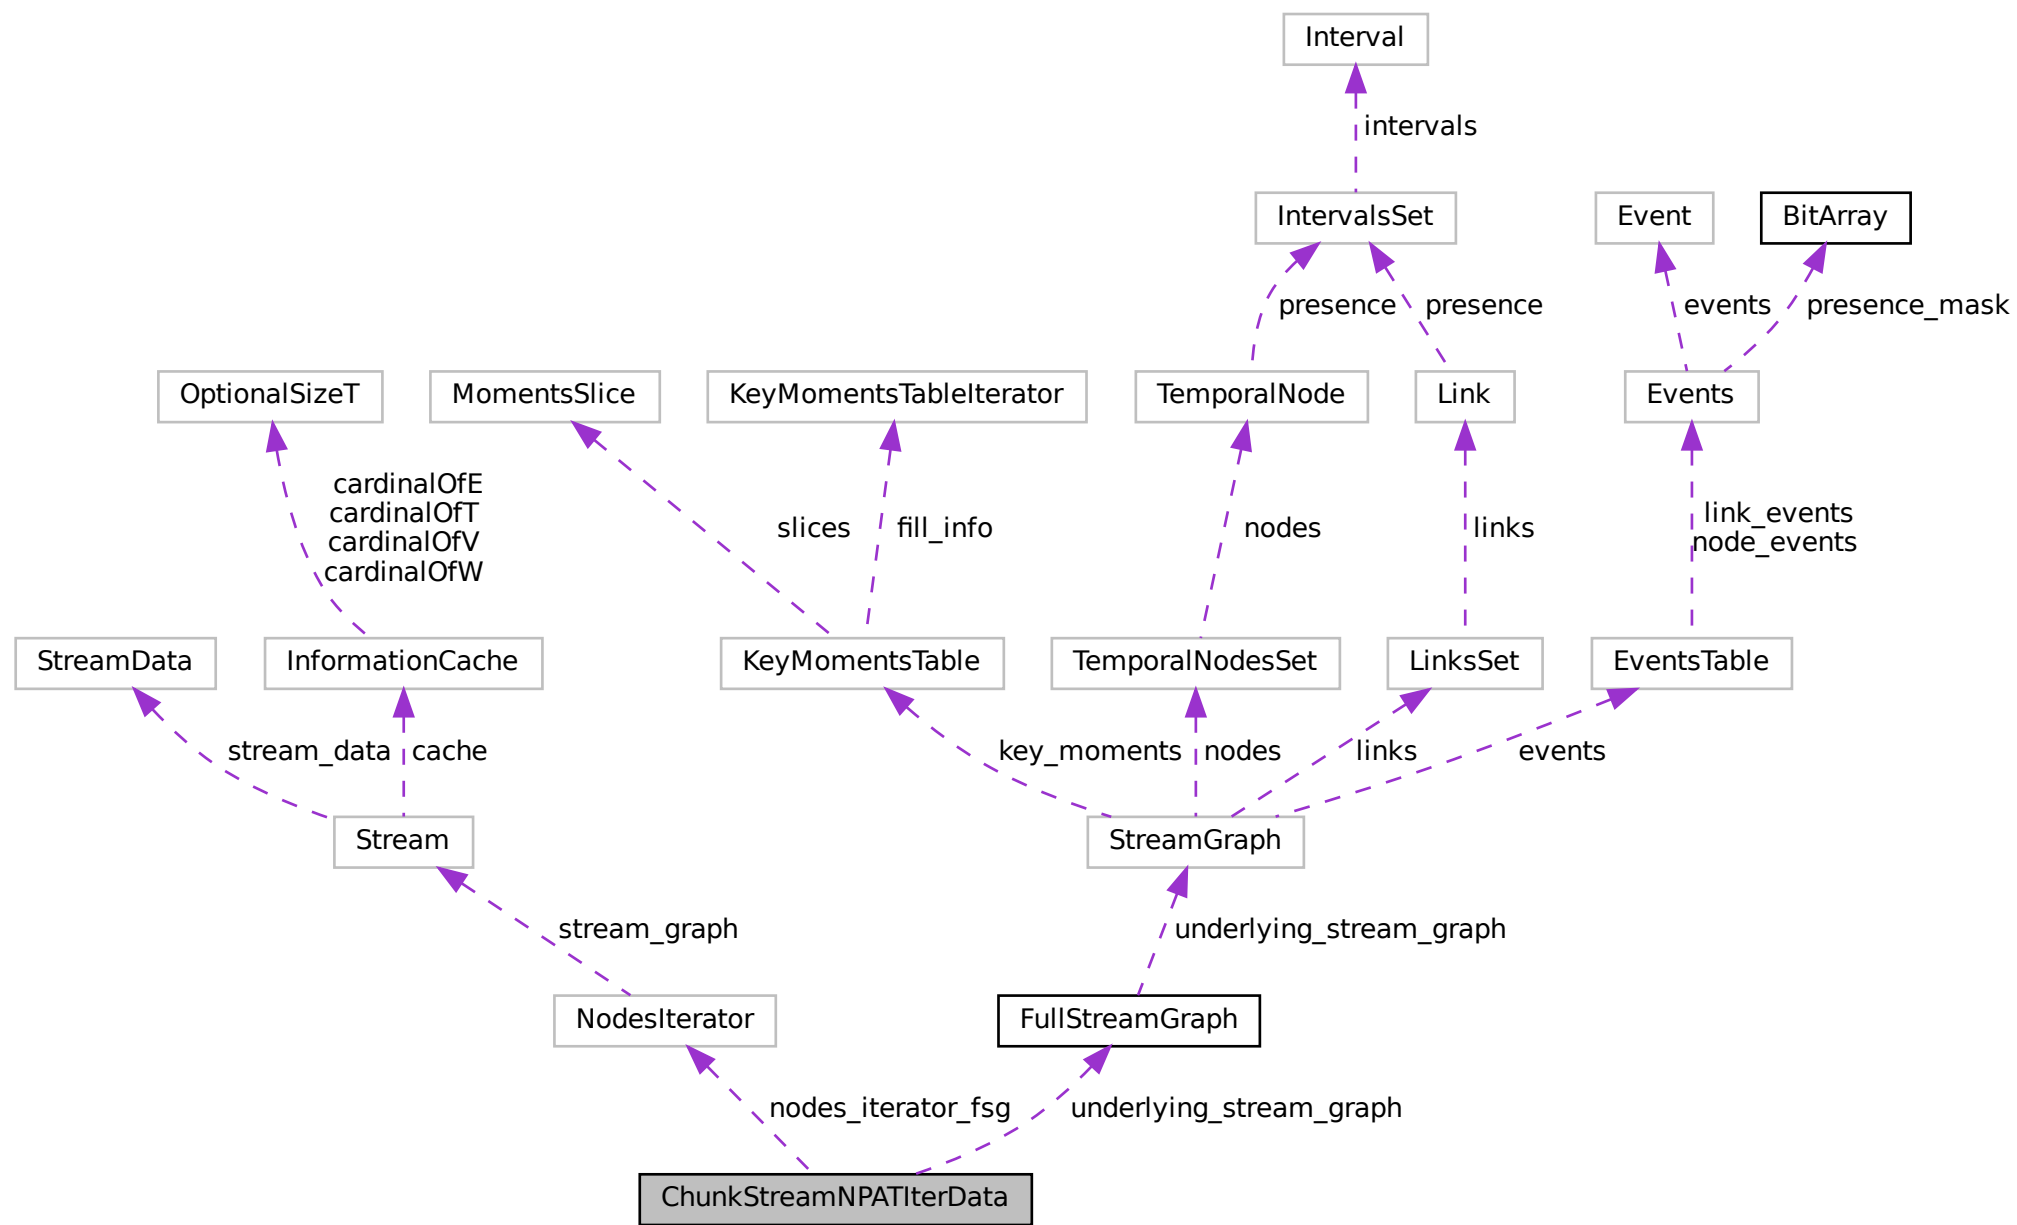 Interval
intervals
IntervalsSet
Event
BitArray
presence
presence
events
presence_mask
OptionalSizeT
MomentsSlice
KeyMomentsTableIterator
TemporalNode
Link
Events
cardinalOfE
cardinalOfT
cardinalOfV
cardinalOfW
slices
fill_info
nodes
links
link_events
node_events
StreamData
InformationCache
KeyMomentsTable
TemporalNodesSet
LinksSet
EventsTable
stream_data
cache
key_moments
nodes
links
events
Stream
StreamGraph
stream_graph
underlying_stream_graph
NodesIterator
FullStreamGraph
nodes_iterator_fsg
underlying_stream_graph
ChunkStreamNPATIterData